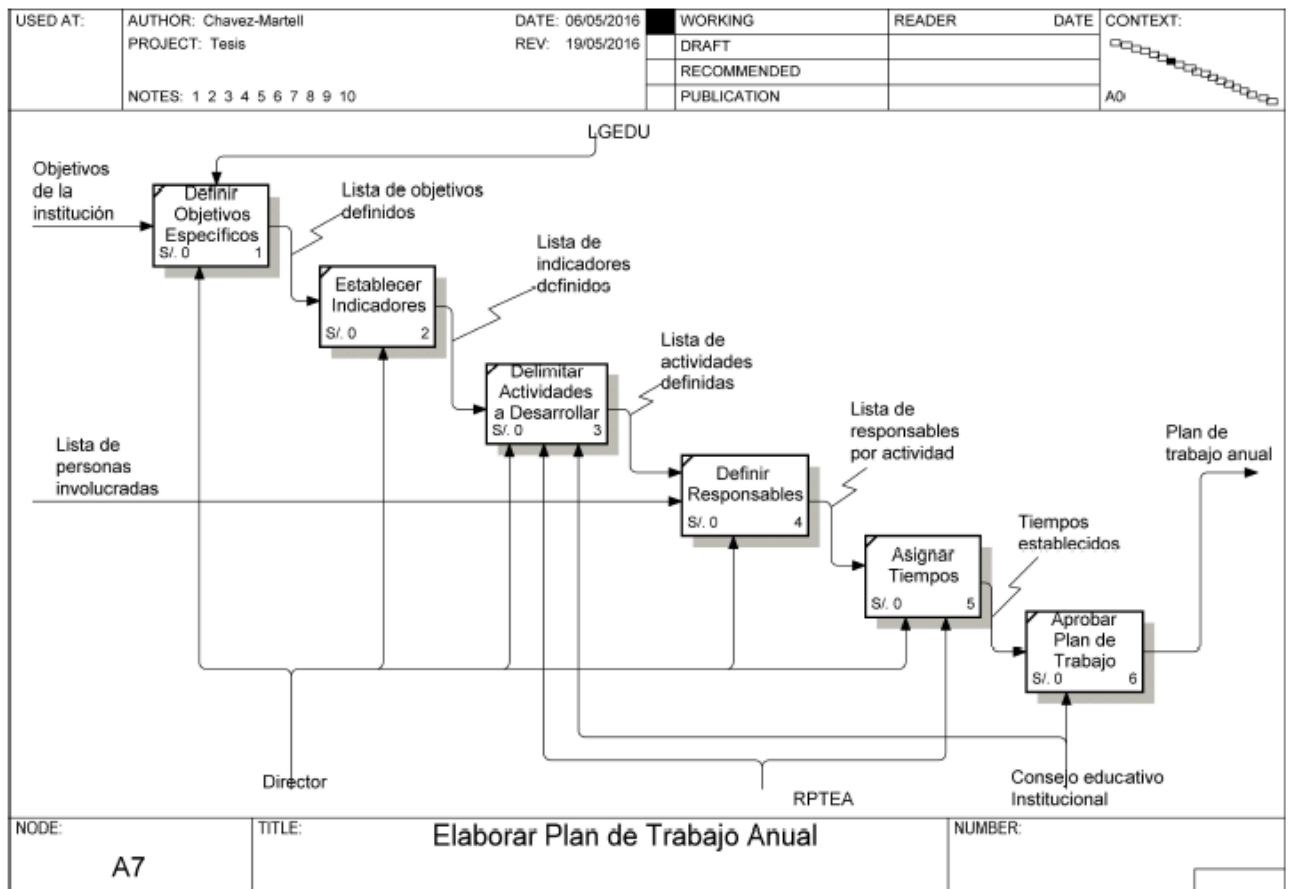 USED AT:
AUTHOR: Chavez-Martell
DATE: 06/05/2016
PROJECT: Tesis
REV: 19/05/2016
NOTES: 1 2 3 4 5 6 7 8 9 10
WORKING
DRAFT
RECOMMENDED
PUBLICATION
READER
DATE
CONTEXT:
A0
LGEDU
Objetivos
de la
institución
Definir
Objetivos
Específicos
S/. 0
1
Lista de objetivos
definidos
Establecer
Indicadores
S/. 0
2
Lista de
indicadores
definidos
Delimitar
Actividades
a Desarrollar
S/. 0
3
Lista de
actividades
definidas
Lista de
personas
involucradas
Definir
Responsables
S/. 0
4
Lista de
responsables
por actividad
Asignar
Tiempos
S/. 0
5
Tiempos
establecidos
Aprobar
Plan de
Trabajo
S/. 0
6
Plan de
trabajo anual
Director
RPTEA
Consejo educativo
Institucional
NODE:
A7
TITLE:
Elaborar Plan de Trabajo Anual
NUMBER: